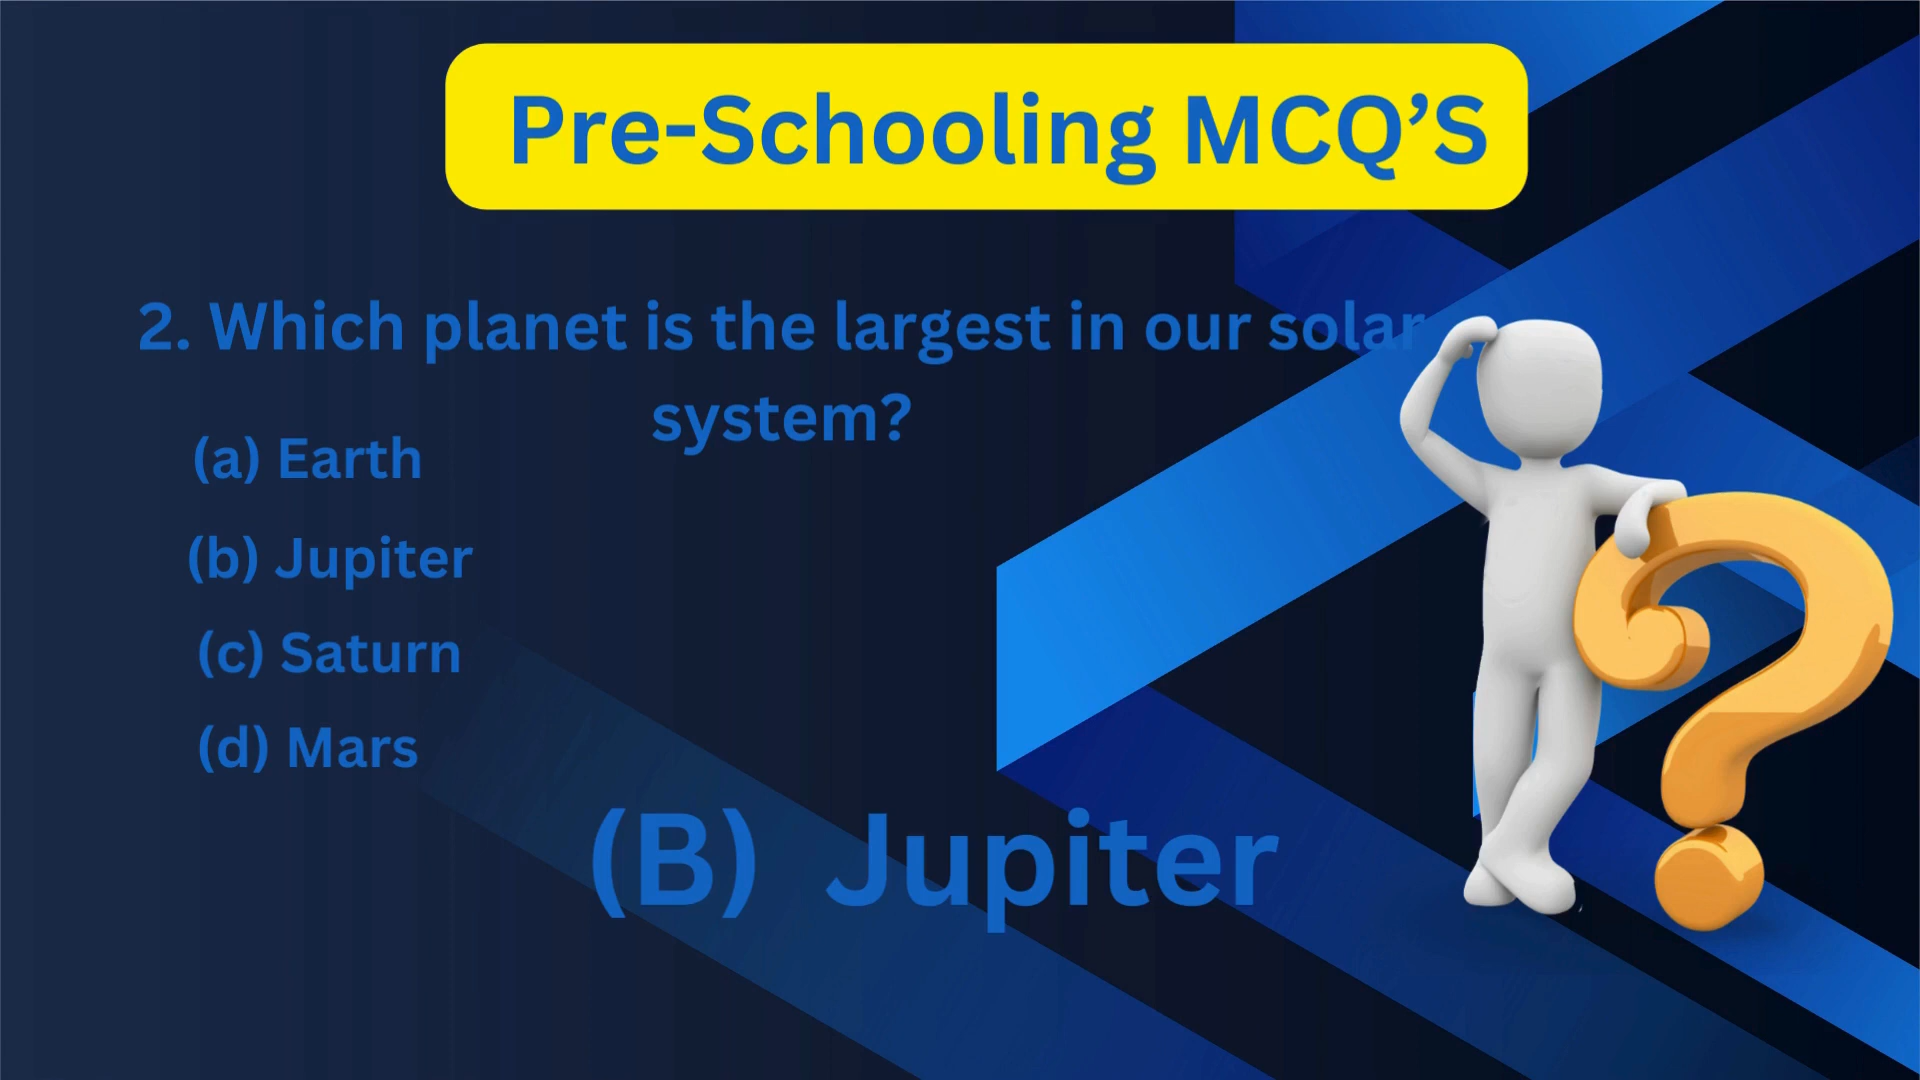 Pre-Schooling MCQ’S
2. Which planet is the largest in our solar
system?
(a) Earth
(b) Jupiter
(c) Saturn
(d) Mars
(B) Jupiter